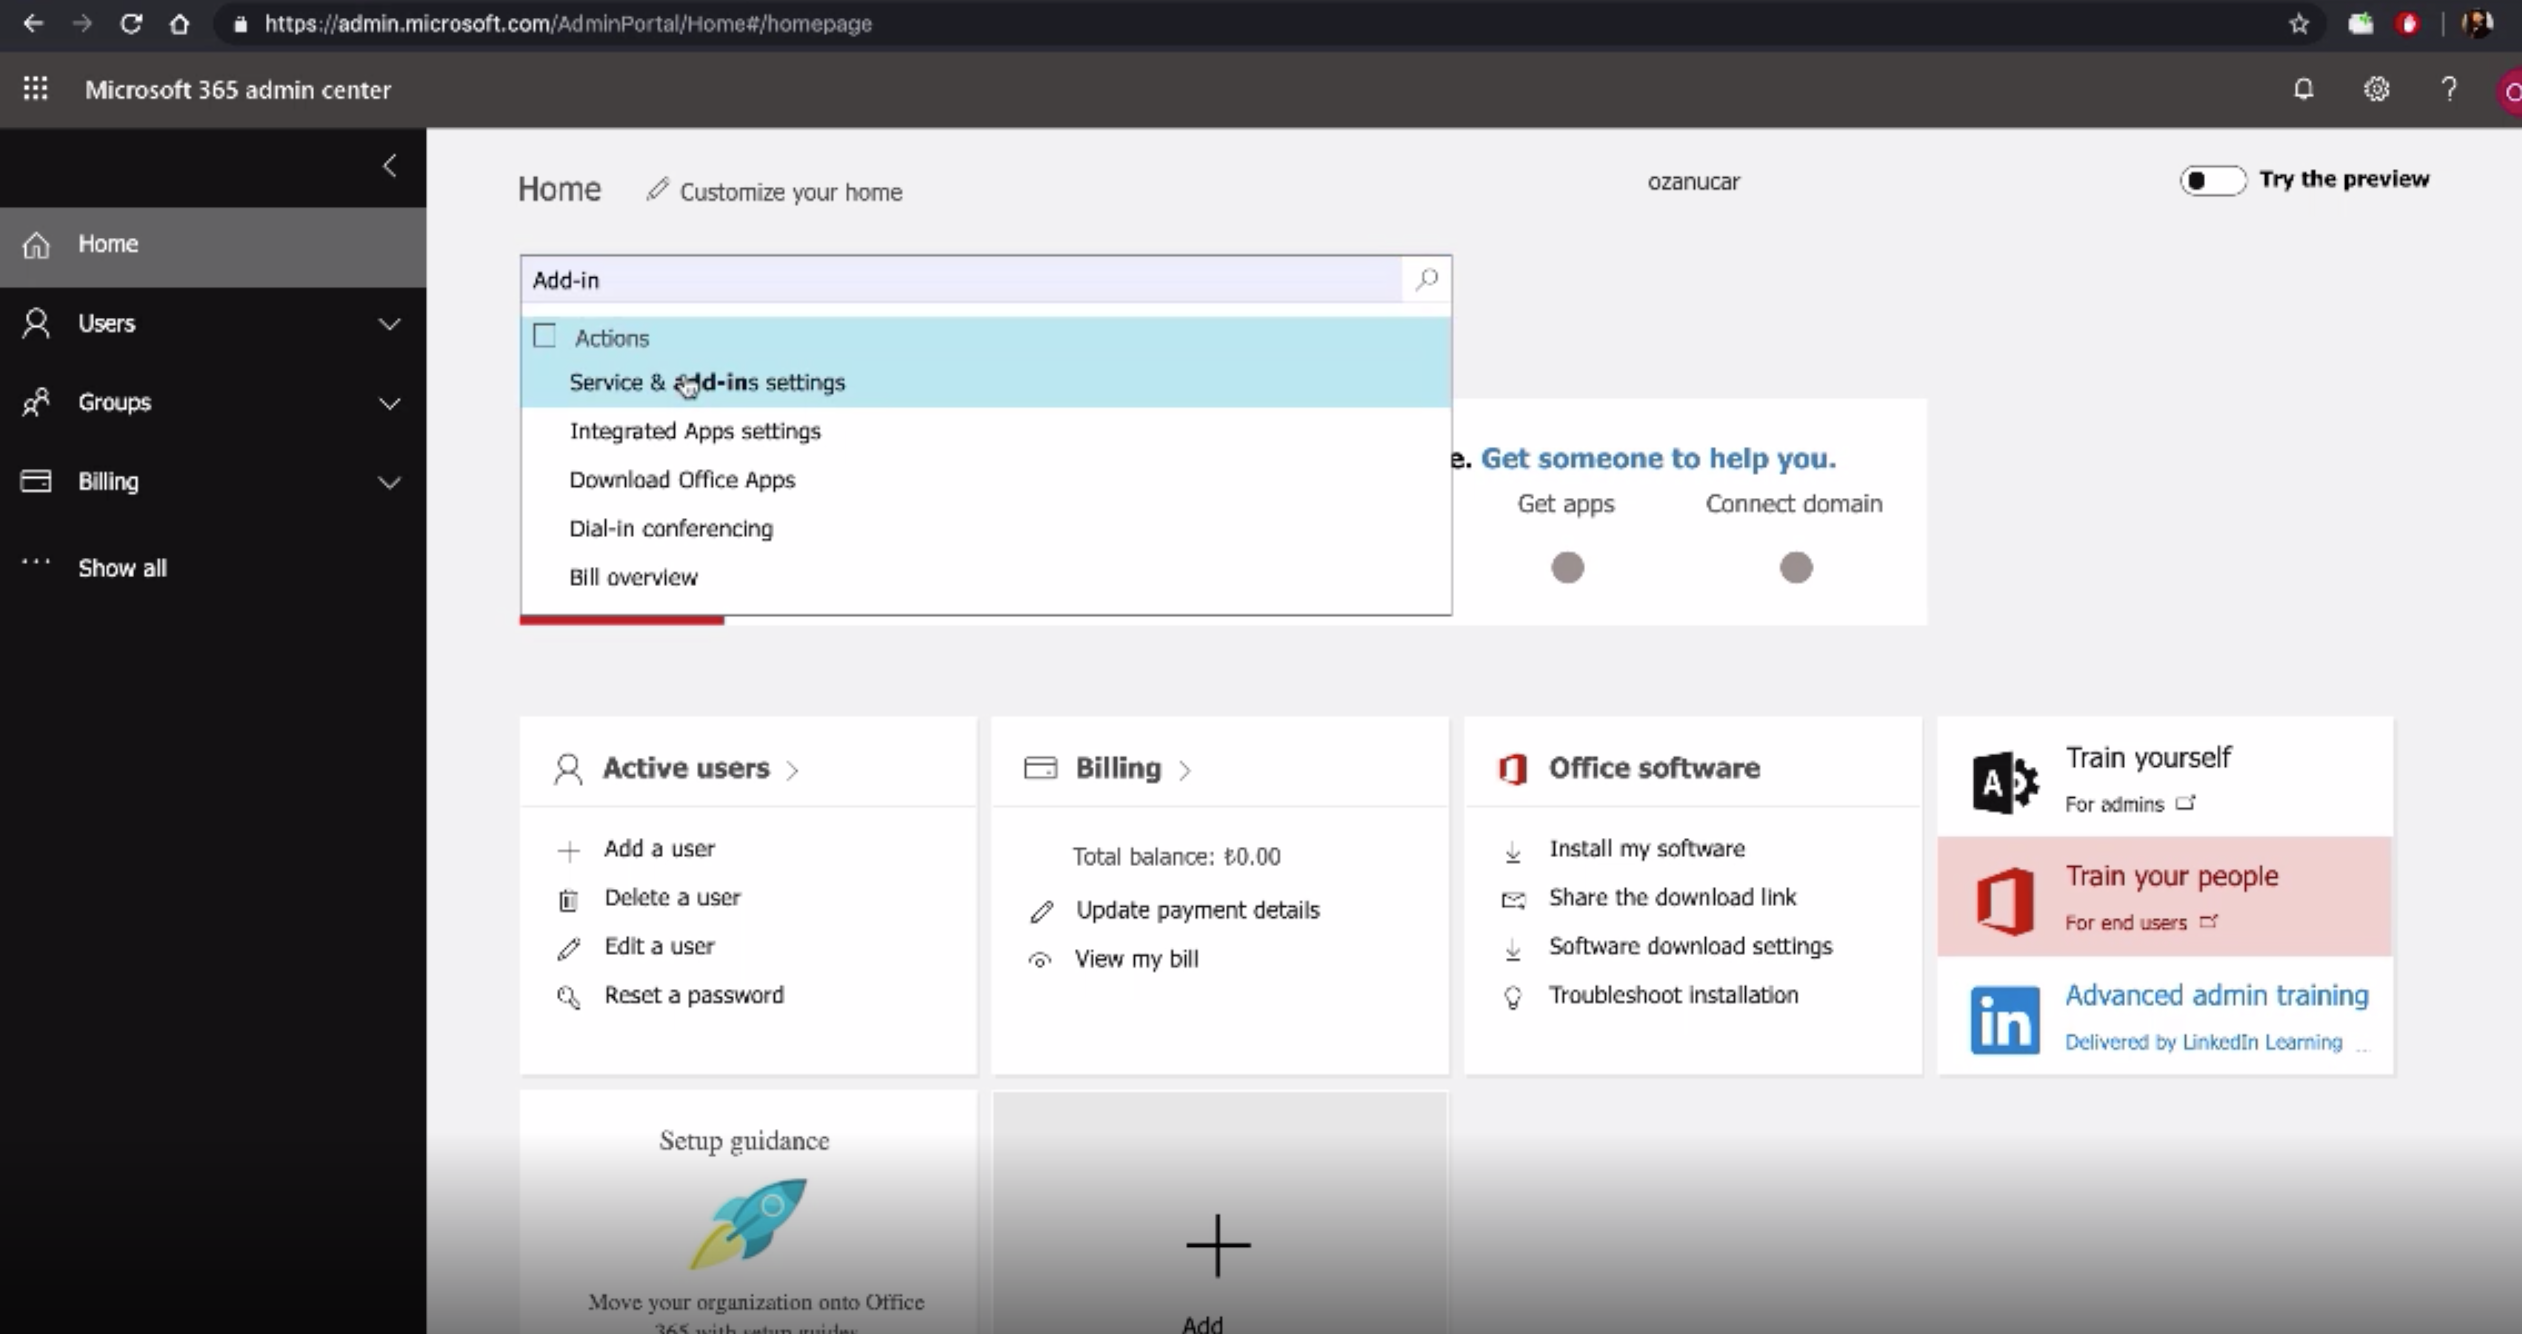 https://admin.microsoft.com/AdminPortal/Home#/homepage
Microsoft 365 admin center
Home
Users
Groups
Billing
Show all
Home
Customize your home
ozanucar
Try the preview
Add-in
Actions
Service & add-ins settings
Integrated Apps settings
Download Office Apps
Dial-in conferencing
Bill overview
e. Get someone to help you.
Get apps
Connect domain
Active users
Add a user
Delete a user
Edit a user
Reset a password
Billing
Total balance: ₺0.00
Update payment details
View my bill
Office software
Install my software
Share the download link
Software download settings
Troubleshoot installation
Train yourself
For admins
Train your people
For end users
in
Advanced admin training
Delivered by LinkedIn Learning ...
Setup guidance
Move your organization onto Office
365 with setup guides
Add